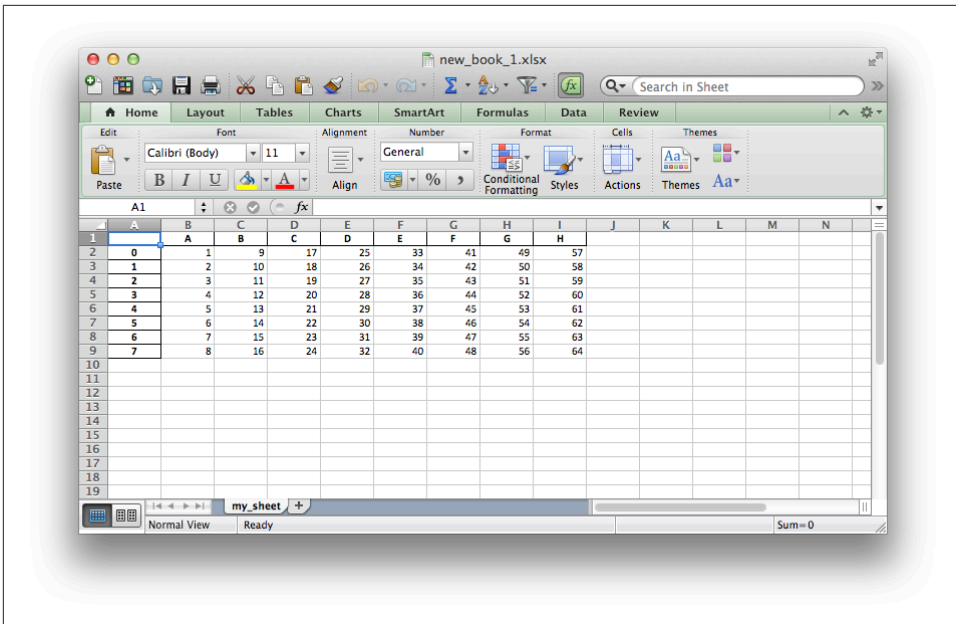 new_book_1.xlsx
Search in Sheet
Home Layout Tables Charts SmartArt Formulas Data Review
Edit Font Alignment Number Format Cells Themes
Calibri (Body) 11 General
Paste B I U A Align % Conditional Formatting Styles Actions Themes Aa
A1 fx
A B C D E F G H I J K L M N
1 A B C D E F G H
2 0 1 9 17 25 33 41 49 57
3 1 2 10 18 26 34 42 50 58
4 2 3 11 19 27 35 43 51 59
5 3 4 12 20 28 36 44 52 60
6 4 5 13 21 29 37 45 53 61
7 5 6 14 22 30 38 46 54 62
8 6 7 15 23 31 39 47 55 63
9 7 8 16 24 32 40 48 56 64
10
11
12
13
14
15
16
17
18
19
my_sheet +
Normal View Ready Sum=0